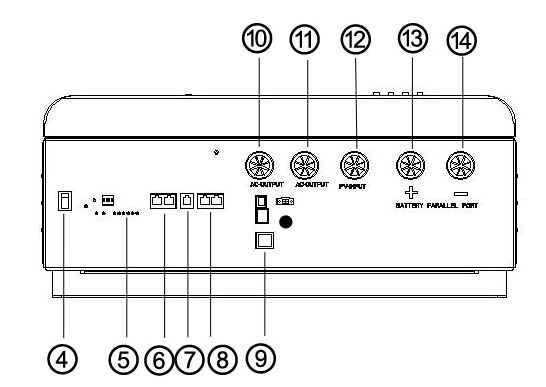 ⑩ ⑪ ⑫ ⑬ ⑭
AC-OUTPUT AC-OUTPUT PV-INPUT
+ −
BATTERY PARALLEL PORT
④ ⑤ ⑥ ⑦ ⑧ ⑨